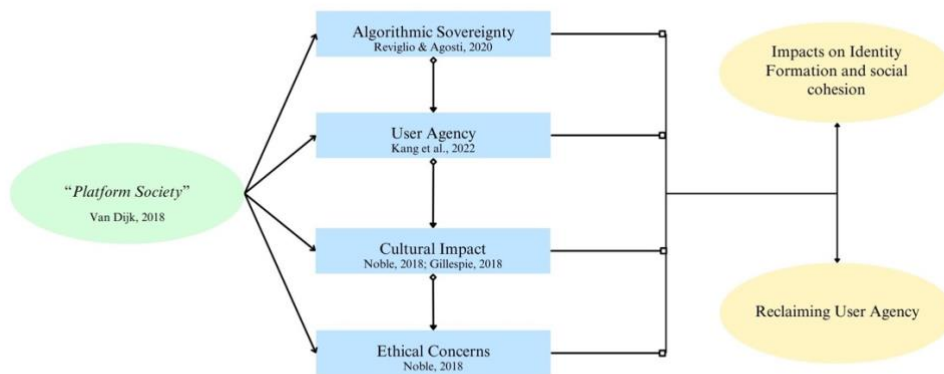 “Platform Society”
Van Dijk, 2018
Algorithmic Sovereignty
Reviglio & Agosti, 2020
User Agency
Kang et al., 2022
Cultural Impact
Noble, 2018; Gillespie, 2018
Ethical Concerns
Noble, 2018
Impacts on Identity
Formation and social
cohesion
Reclaiming User Agency